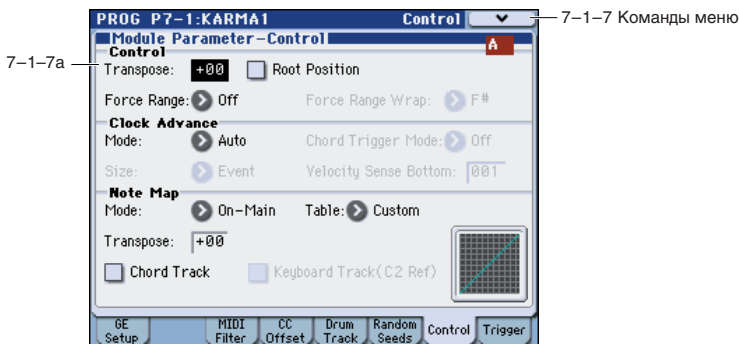 PROG P7-1:KARMA1 Control
7–1–7 Команды меню
Module Parameter-Control
A
Control
7–1–7a
Transpose: +00 Root Position
Force Range: Off Force Range Wrap: F#
Clock Advance
Mode: Auto Chord Trigger Mode: Off
Size: Event Velocity Sense Bottom: 001
Note Map
Mode: On-Main Table: Custom
Transpose: +00
Chord Track Keyboard Track(C2 Ref)
GE Setup MIDI Filter CC Offset Drum Track Random Seeds Control Trigger